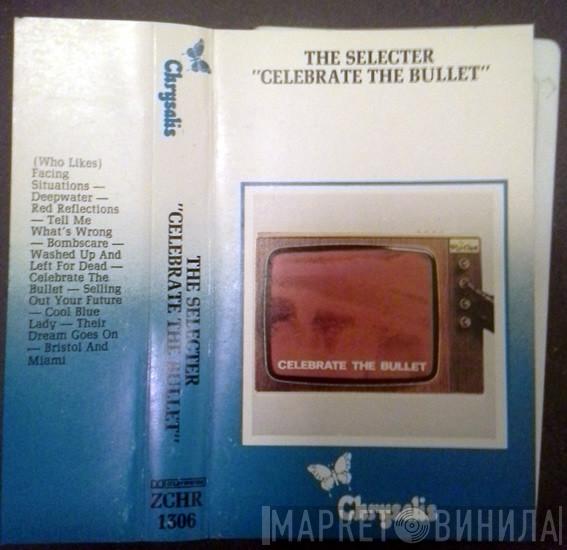 (Who Likes)
Facing
Situations —
Deepwater —
Red Reflections
— Tell Me
What's Wrong
— Bombscare —
Washed Up And
Left For Dead —
Celebrate The
Bullet — Selling
Out Your Future
— Cool Blue
Lady — Their
Dream Goes On
— Bristol And
Miami
Chrysalis
THE SELECTER
"CELEBRATE THE BULLET"
ZCHR
1306
THE SELECTER
"CELEBRATE THE BULLET"
CELEBRATE THE BULLET
Chrysalis
МАРКЕТ ВИНИЛА